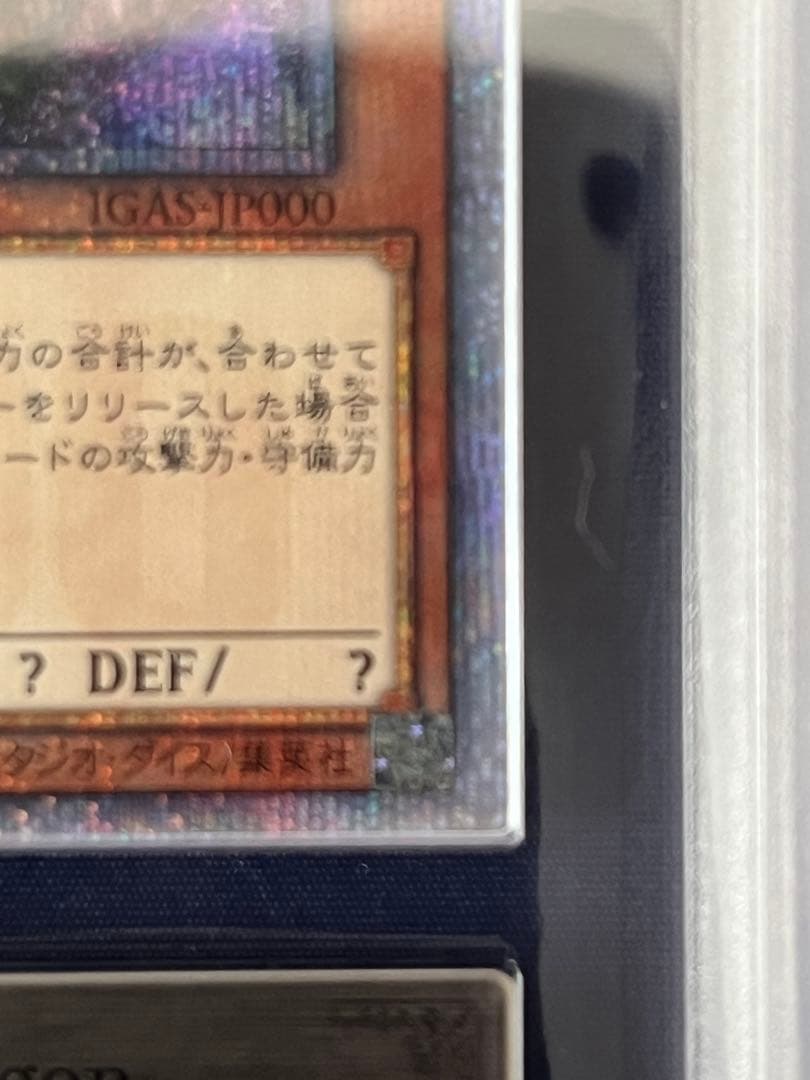 IGAS-JP000
力の合計が、合わせて
ーをリリースした場合
ードの攻撃力・守備力
? DEF/ ?
タジオ・ダイス/集英社
gon